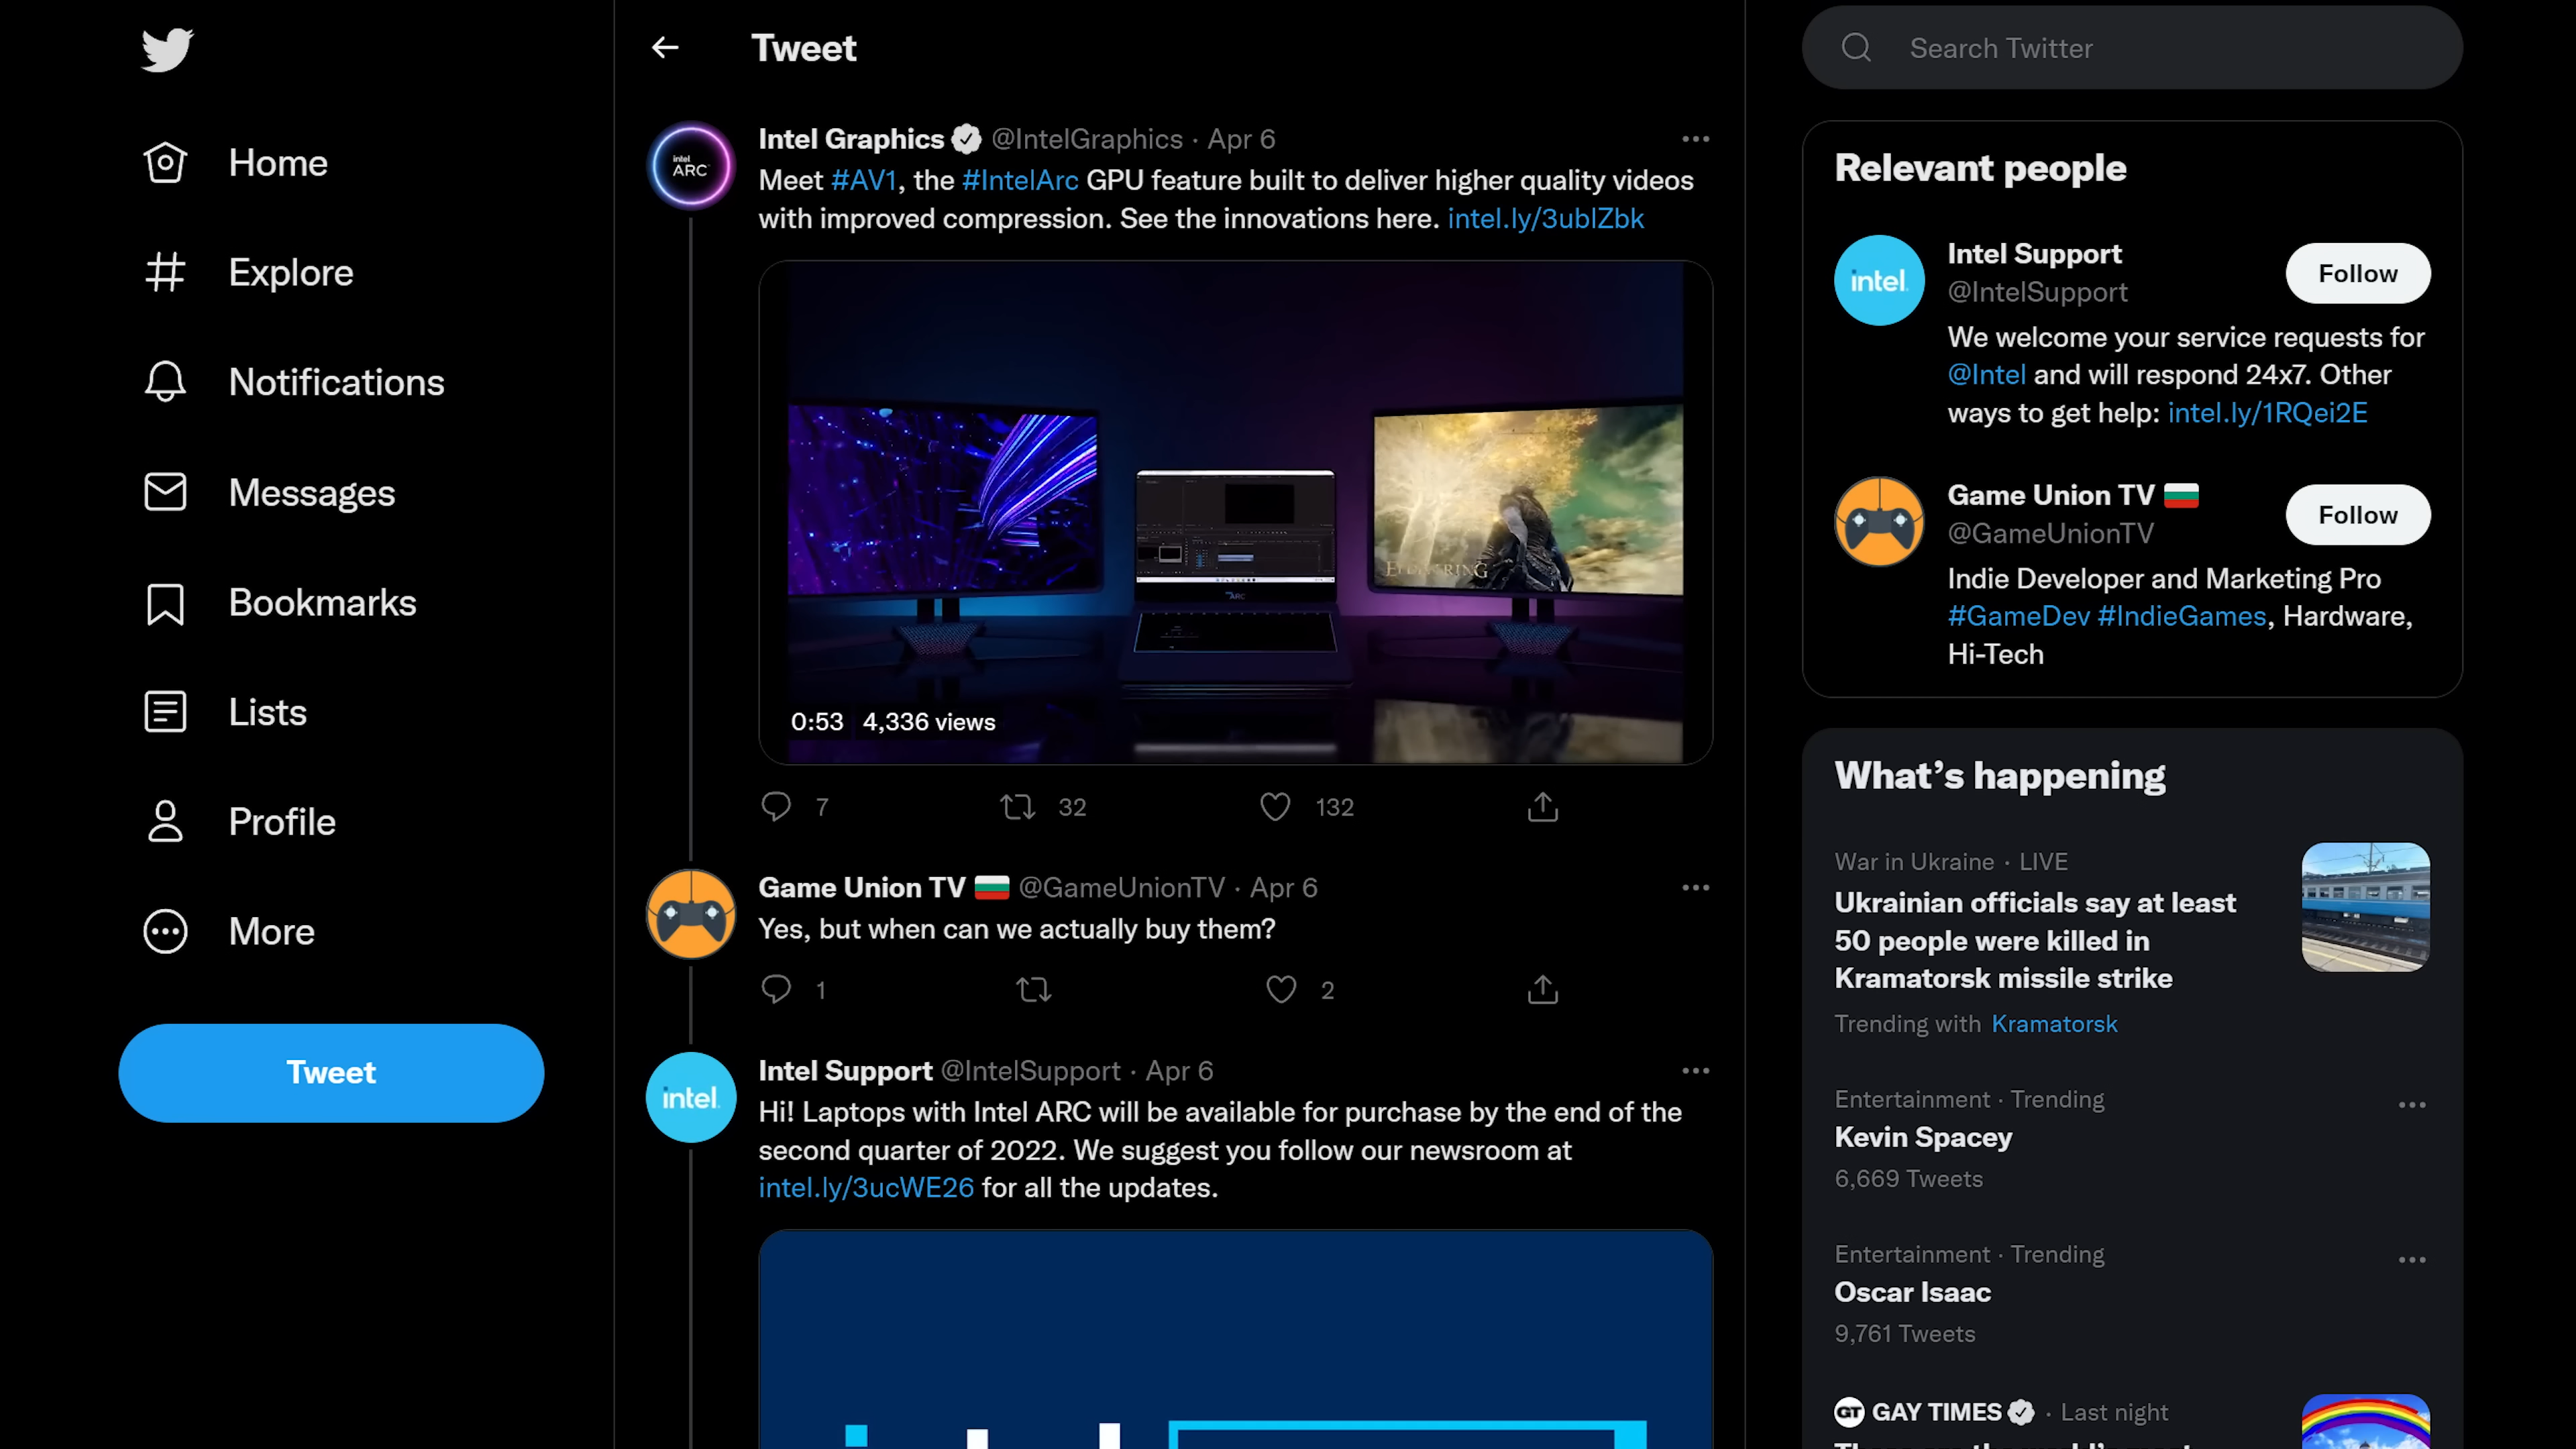 Home
Explore
Notifications
Messages
Bookmarks
Lists
Profile
More
Tweet
Tweet
intel
ARC
Intel Graphics @IntelGraphics · Apr 6
Meet #AV1, the #IntelArc GPU feature built to deliver higher quality videos
with improved compression. See the innovations here. intel.ly/3ublZbk
ARC
ELDEN RING
0:53 4,336 views
7 32 132
Game Union TV @GameUnionTV · Apr 6
Yes, but when can we actually buy them?
1 2
intel.
Intel Support @IntelSupport · Apr 6
Hi! Laptops with Intel ARC will be available for purchase by the end of the
second quarter of 2022. We suggest you follow our newsroom at
intel.ly/3ucWE26 for all the updates.
Search Twitter
Relevant people
intel.
Intel Support
@IntelSupport
Follow
We welcome your service requests for
@Intel and will respond 24x7. Other
ways to get help: intel.ly/1RQei2E
Game Union TV
@GameUnionTV
Follow
Indie Developer and Marketing Pro
#GameDev #IndieGames, Hardware,
Hi-Tech
What's happening
War in Ukraine · LIVE
Ukrainian officials say at least
50 people were killed in
Kramatorsk missile strike
Trending with Kramatorsk
Entertainment · Trending
Kevin Spacey
6,669 Tweets
Entertainment · Trending
Oscar Isaac
9,761 Tweets
GT GAY TIMES · Last night